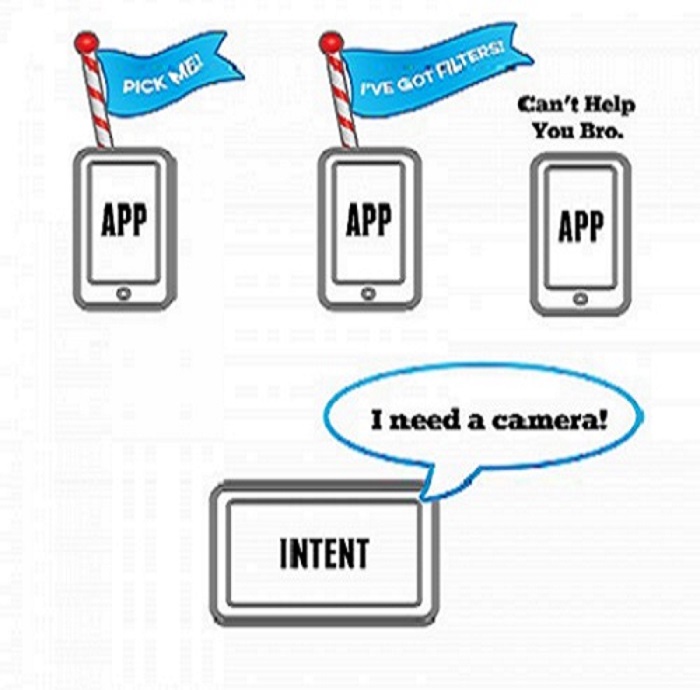 PICK ME!
I'VE GOT FILTERS!
Can't Help
You Bro.
APP
APP
APP
I need a camera!
INTENT